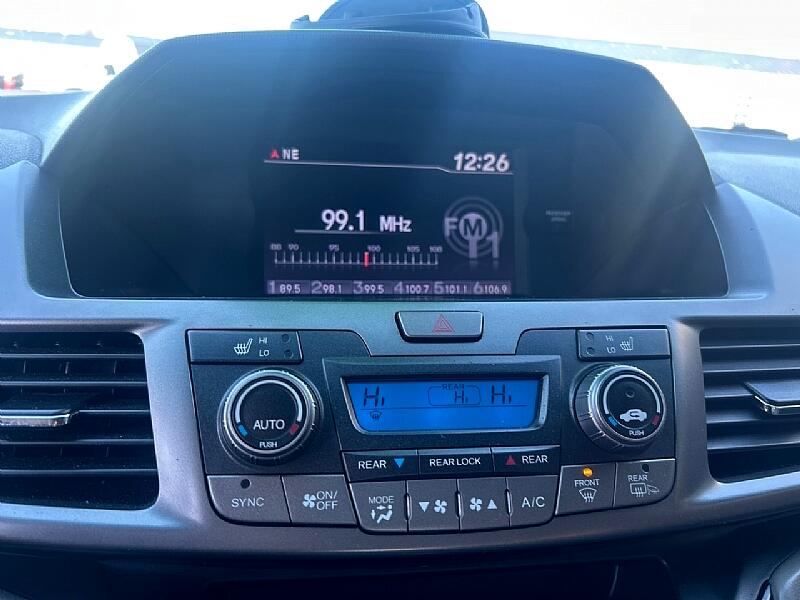 NE 12:26
99.1 MHz FM1
88 90 95 100 105 108
1 89.5 2 98.1 3 99.5 4 100.7 5 101.1 6 106.9
HI
LO
HI
LO
Hi REAR Hi Hi
AUTO
PUSH
PUSH
REAR REAR LOCK REAR
SYNC ON/OFF MODE A/C FRONT REAR